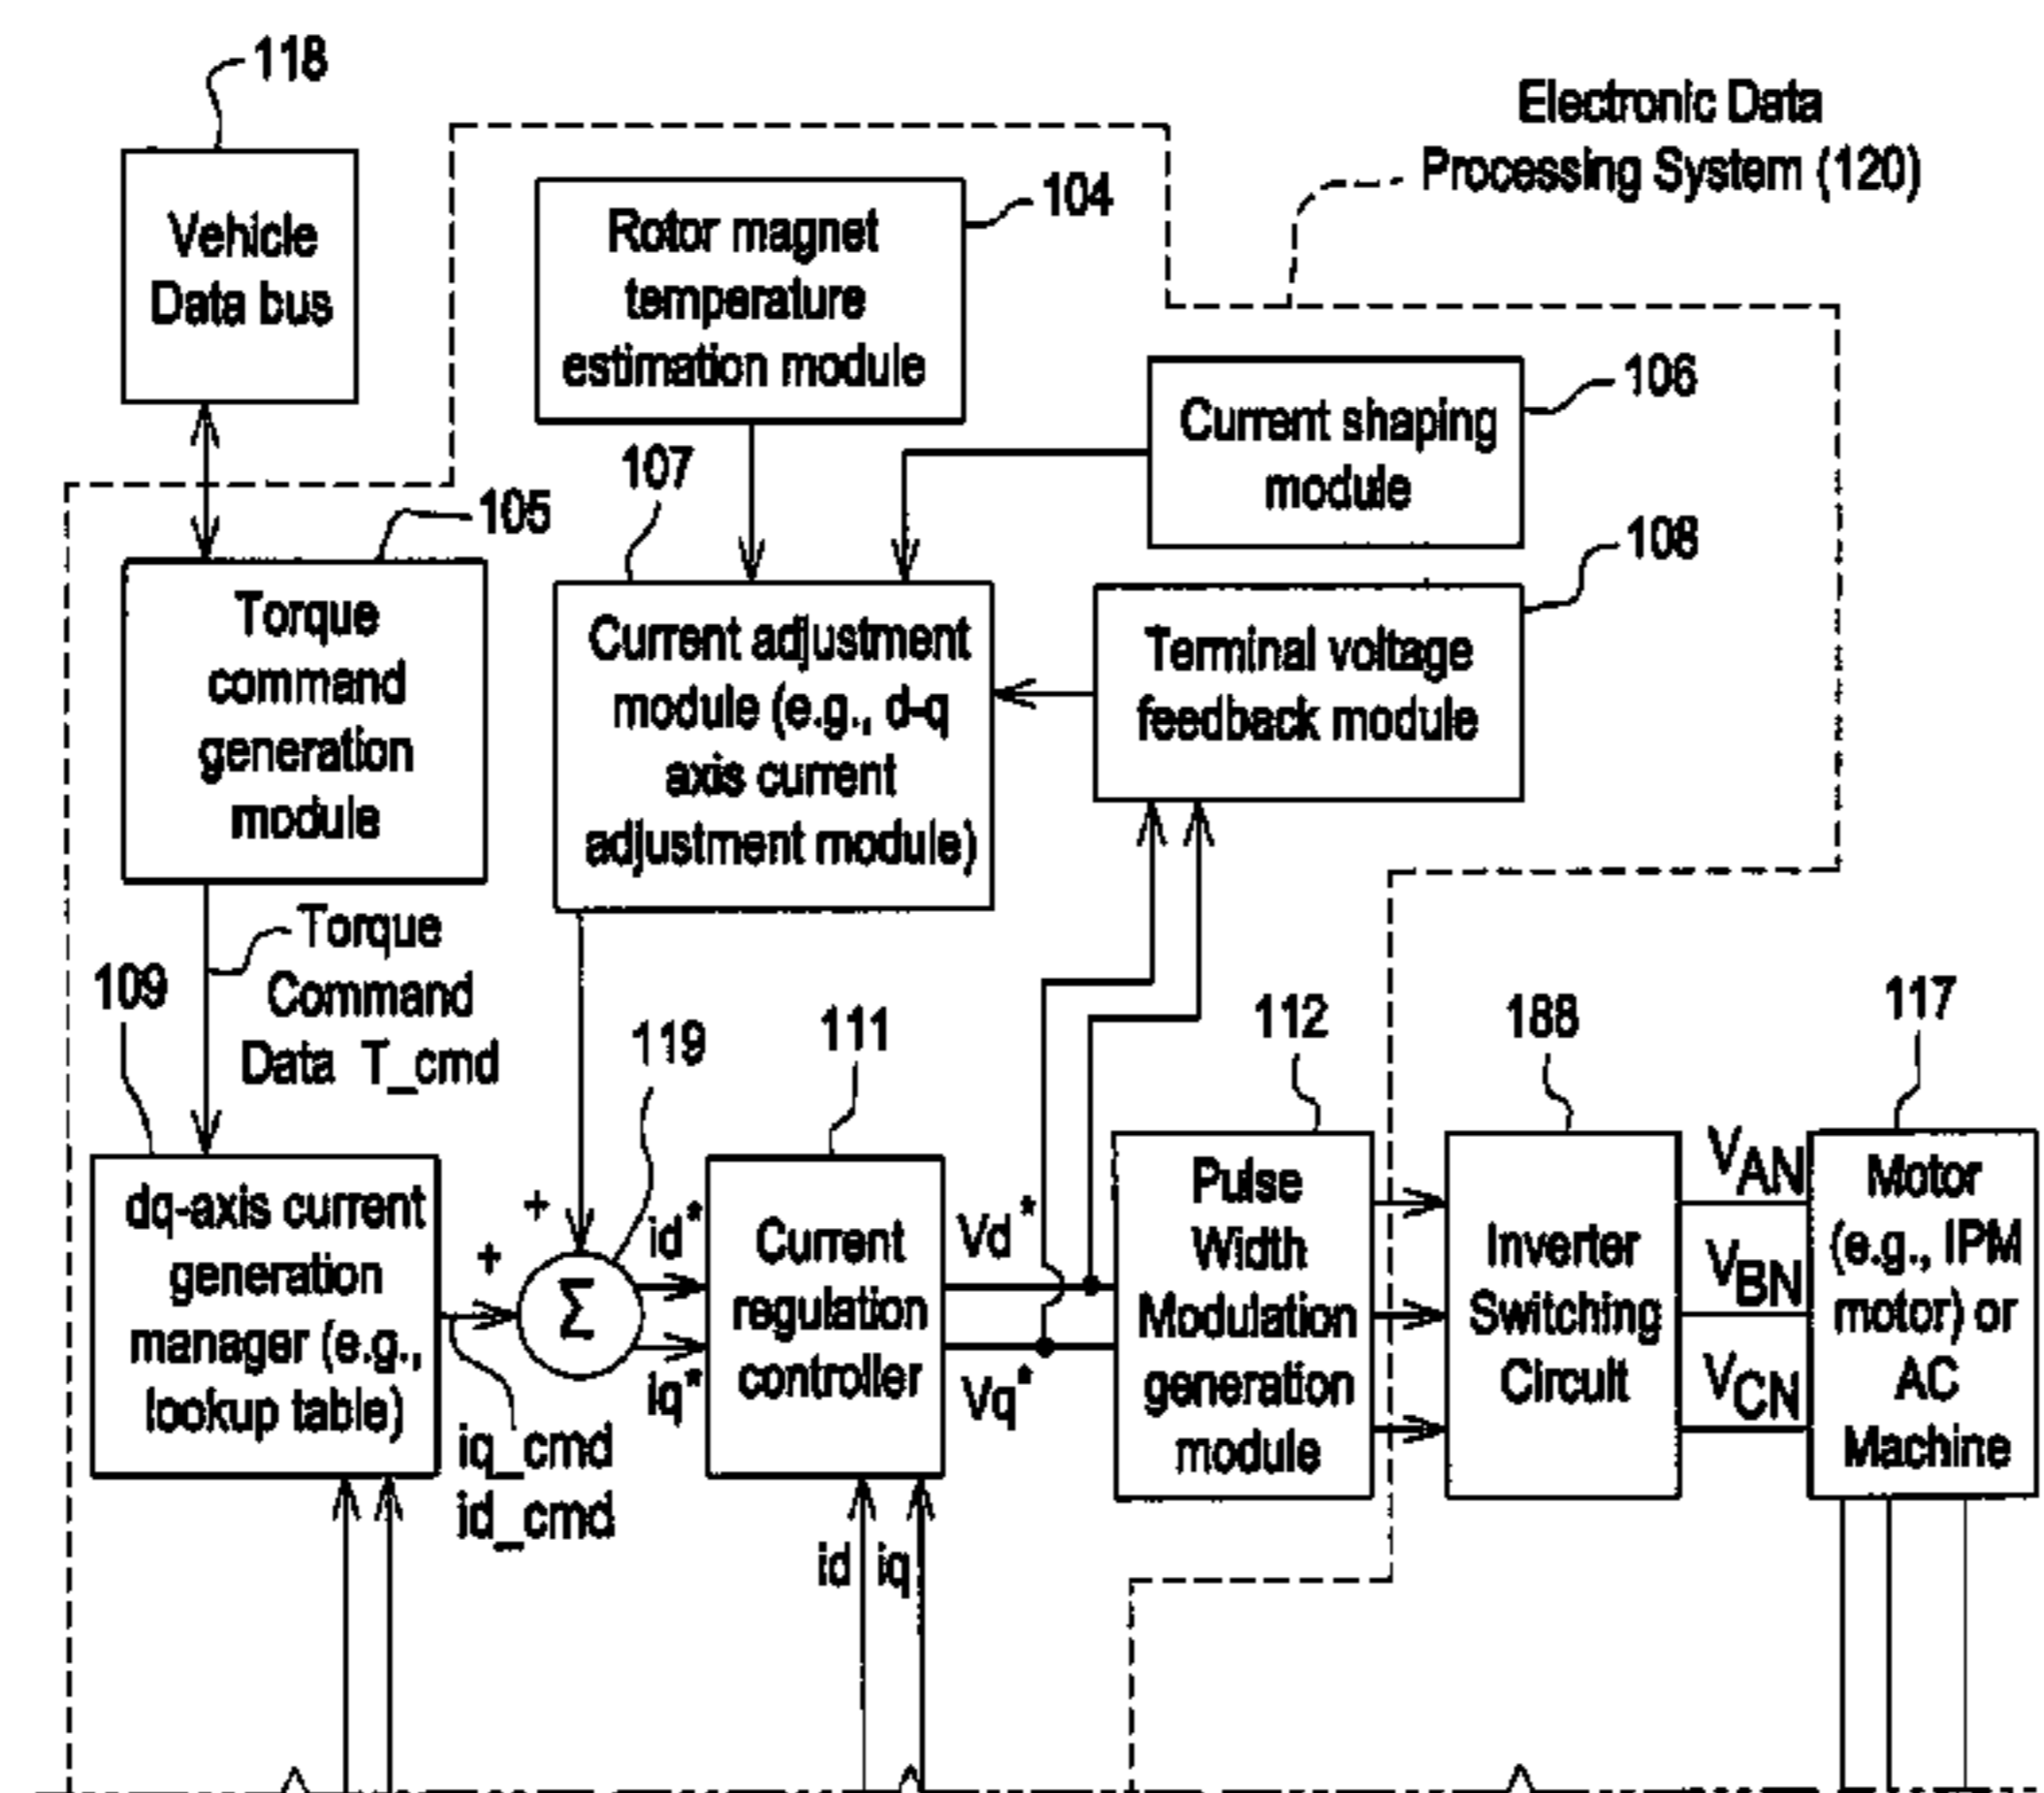 118
Electronic Data
Processing System (120)
Vehicle
Data bus
104
Rotor magnet
temperature
estimation module
106
Current shaping
module
107
105
108
Torque
command
generation
module
Current adjustment
module (e.g., d-q
axis current
adjustment module)
Terminal voltage
feedback module
Torque
Command
Data T_cmd
109
119
111
112
188
117
dq-axis current
generation
manager (e.g.,
lookup table)
+
+
Σ
id*
iq*
iq_cmd
id_cmd
Current
regulation
controller
id iq
Vd*
Vq*
Pulse
Width
Modulation
generation
module
Inverter
Switching
Circuit
VAN
VBN
VCN
Motor
(e.g., IPM
motor) or
AC
Machine